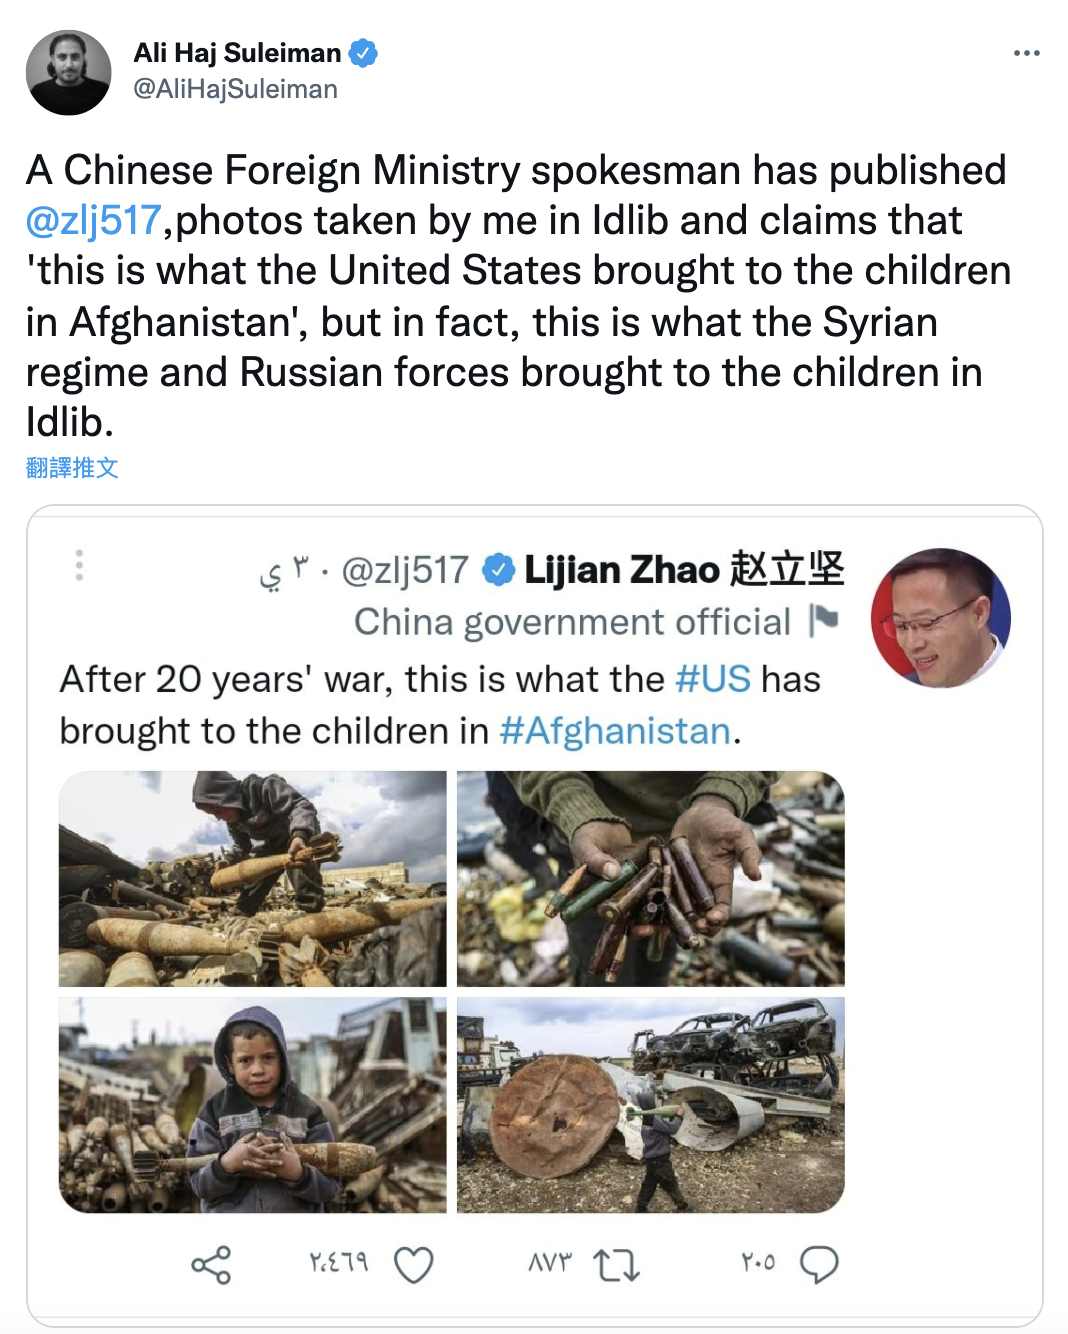 Ali Haj Suleiman
@AliHajSuleiman
A Chinese Foreign Ministry spokesman has published
@zlj517,photos taken by me in Idlib and claims that
'this is what the United States brought to the children
in Afghanistan', but in fact, this is what the Syrian
regime and Russian forces brought to the children in
Idlib.
翻譯推文
ي ٣ · @zlj517 Lijian Zhao 赵立坚
China government official
After 20 years' war, this is what the #US has
brought to the children in #Afghanistan.
٢،٤٦٩ ٨٧٣ ٢٠٥